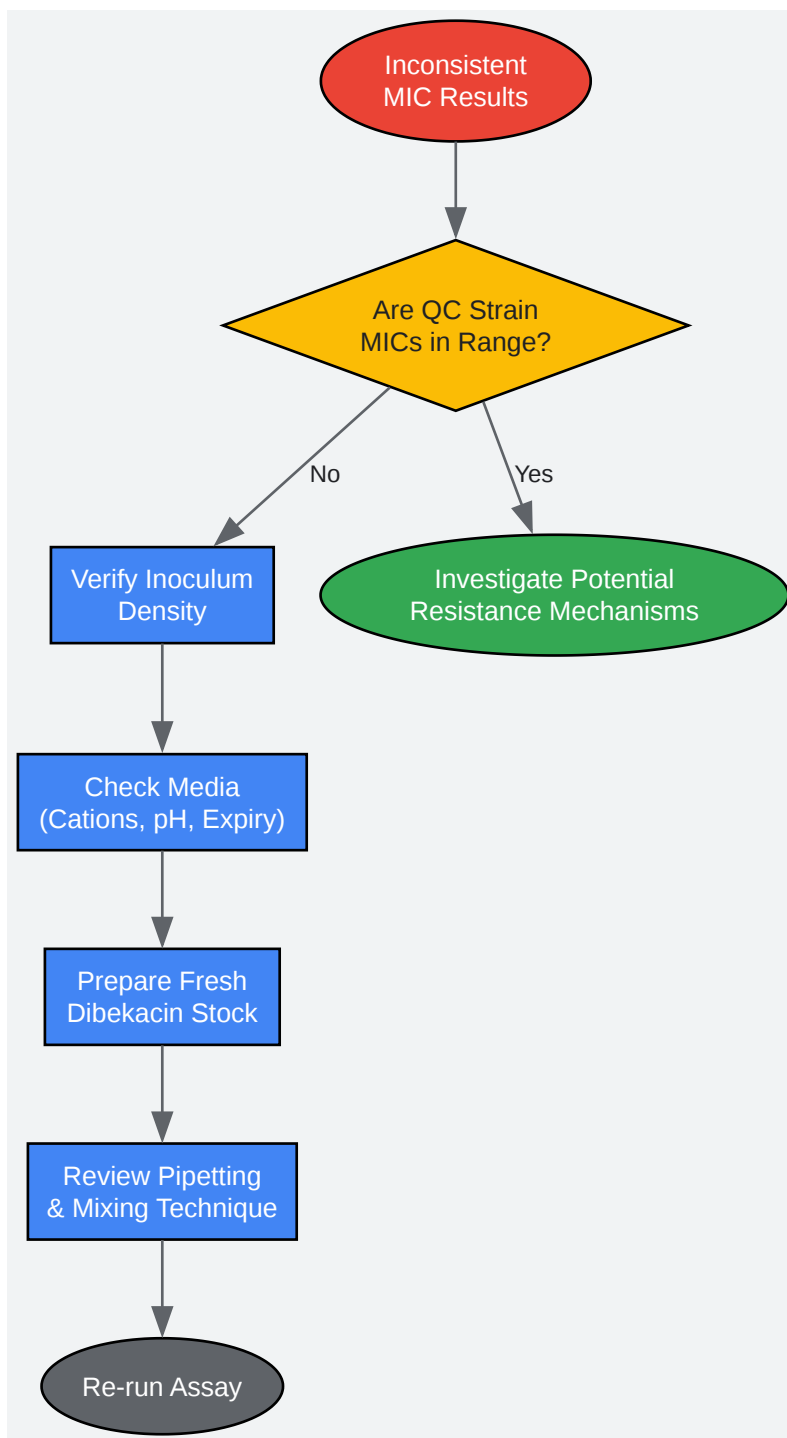 Inconsistent
MIC Results
Are QC Strain
MICs in Range?
No
Yes
Verify Inoculum
Density
Investigate Potential
Resistance Mechanisms
Check Media
(Cations, pH, Expiry)
Prepare Fresh
Dibekacin Stock
Review Pipetting
& Mixing Technique
Re-run Assay